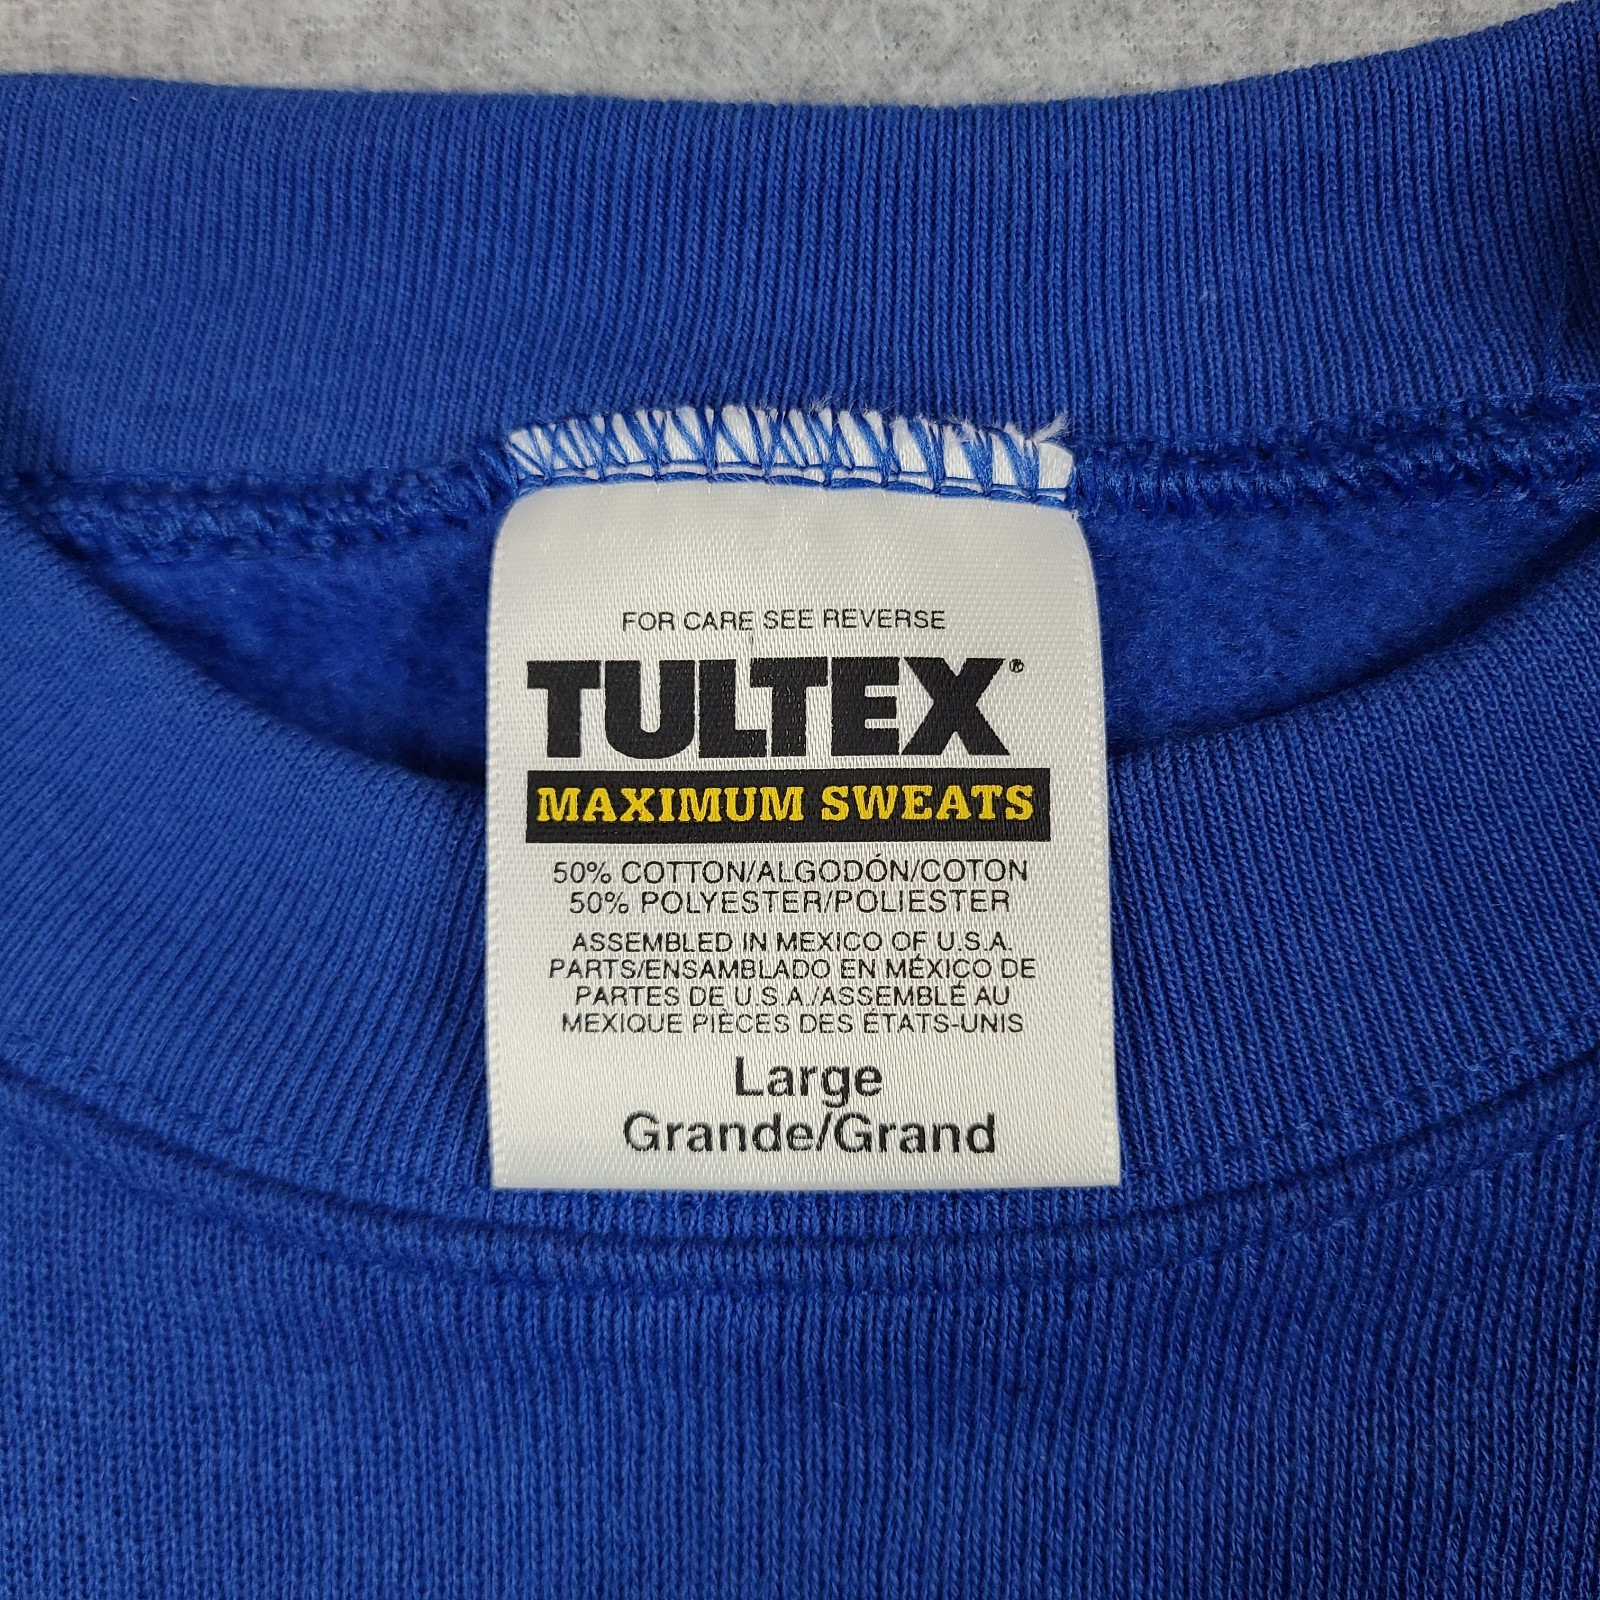 FOR CARE SEE REVERSE
TULTEX®
MAXIMUM SWEATS
50% COTTON/ALGODÓN/COTON
50% POLYESTER/POLIESTER
ASSEMBLED IN MEXICO OF U.S.A.
PARTS/ENSAMBLADO EN MÉXICO DE
PARTES DE U.S.A./ASSEMBLÉ AU
MEXIQUE PIÈCES DES ÉTATS-UNIS
Large
Grande/Grand